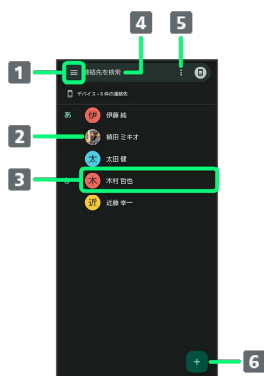 4 5
1
連絡先を検索
デバイス・5 件の連絡先
あ 伊 伊藤 純
2 植田 ミキオ
太 太田 健
3 か 木 木村 哲也
近 近藤 幸一
6